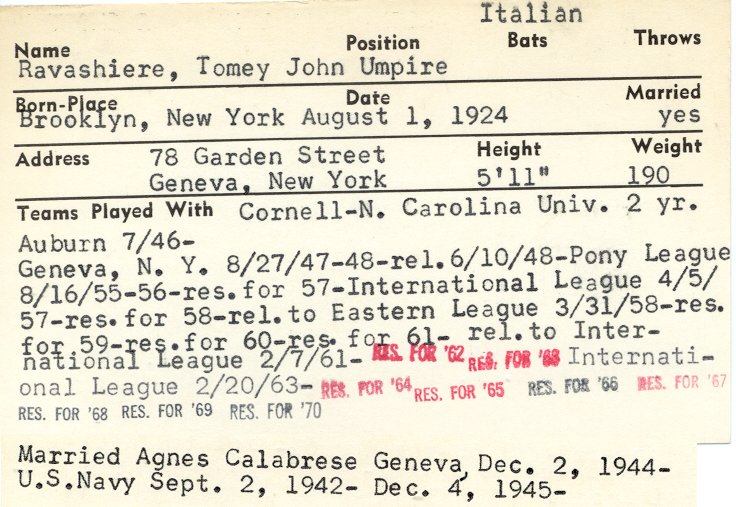 Italian
Name Position Bats Throws
Ravashiere, Tomey John Umpire
Born-Place Date Married
Brooklyn, New York August 1, 1924 yes
Address 78 Garden Street Height Weight
Geneva, New York 5'11" 190
Teams Played With Cornell-N. Carolina Univ. 2 yr.
Auburn 7/46-
Geneva, N. Y. 8/27/47-48-rel.6/10/48-Pony League
8/16/55-56-res.for 57-International League 4/5/
57-res.for 58-rel.to Eastern League 3/31/58-res.
for 59-res.for 60-res.for 61- rel.to Inter-
national League 2/7/61- RES. FOR '62 RES. FOR '63 Internati-
onal League 2/20/63- RES. FOR '64 RES. FOR '65 RES. FOR '66 RES. FOR '67
RES. FOR '68 RES. FOR '69 RES. FOR '70
Married Agnes Calabrese Geneva, Dec. 2, 1944-
U.S.Navy Sept. 2, 1942- Dec. 4, 1945-